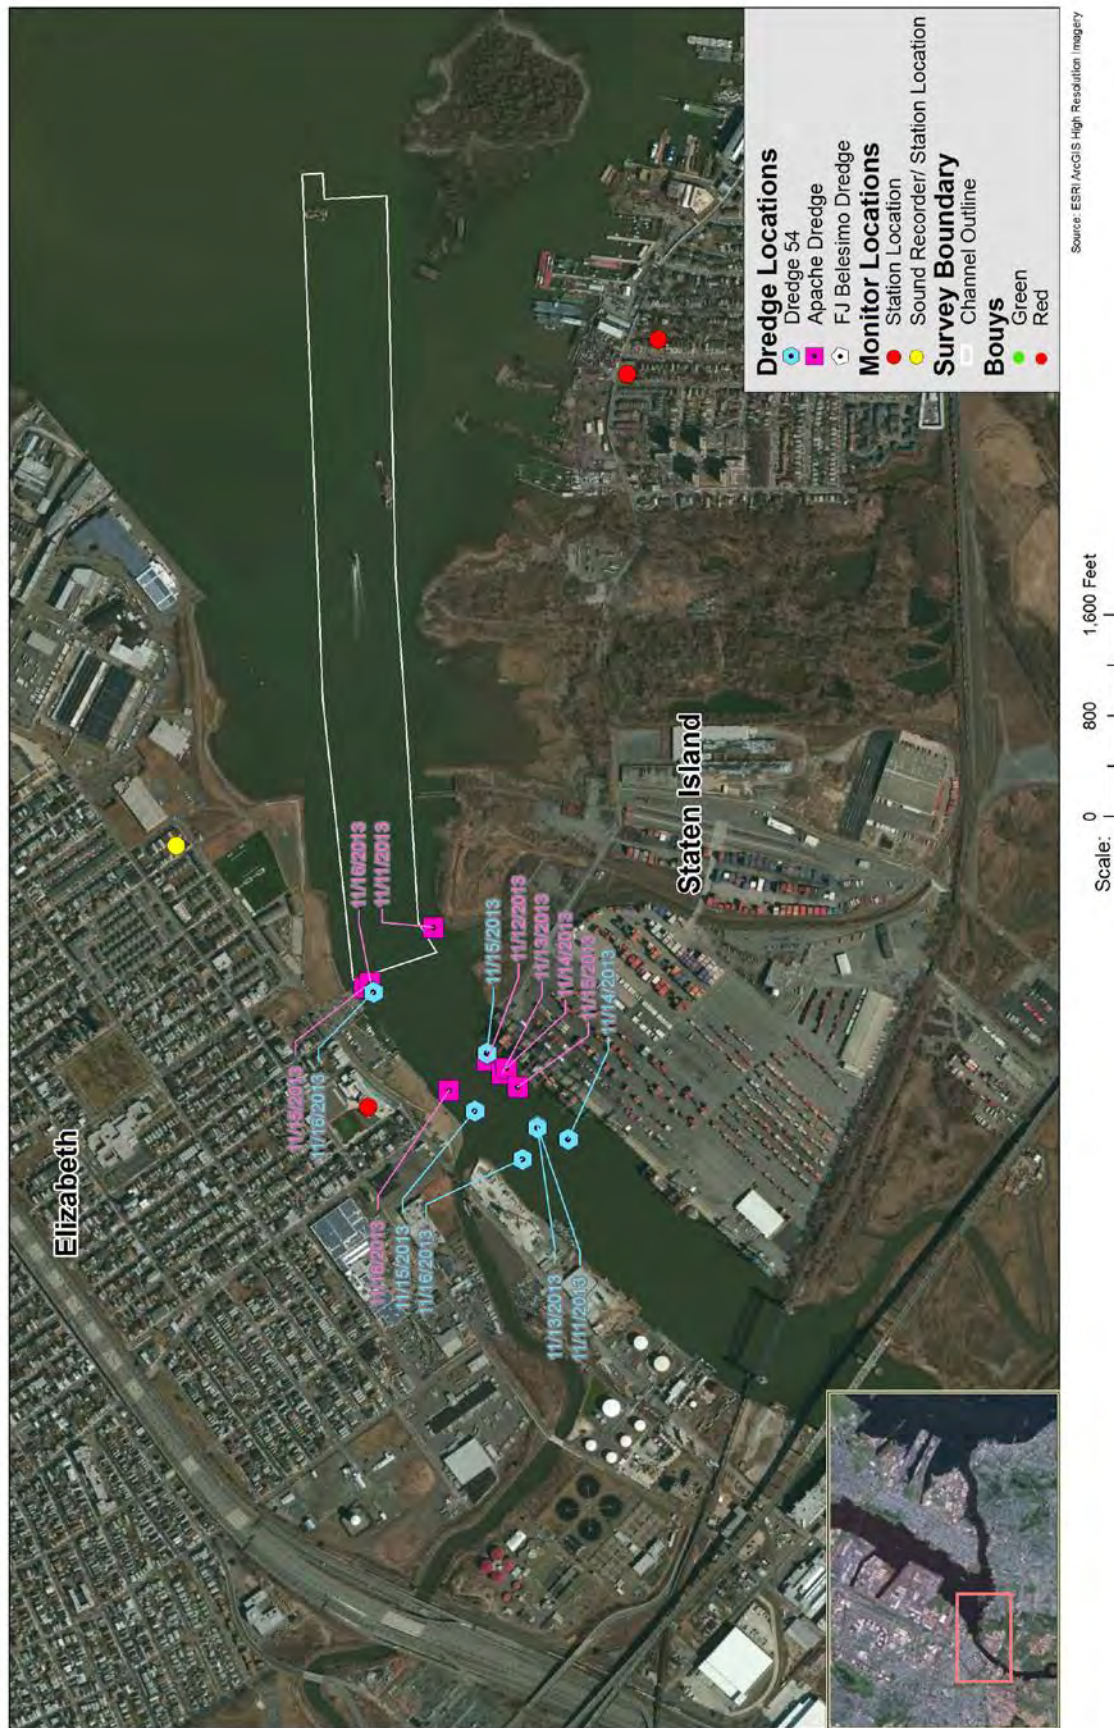 Elizabeth
Staten Island
11/16/2013
11/11/2013
11/15/2013
11/16/2013
11/15/2013
11/12/2013
11/13/2013
11/14/2013
11/15/2013
11/14/2013
11/16/2013
11/15/2013
11/16/2013
11/13/2013
11/11/2013
Dredge Locations
Dredge 54
Apache Dredge
FJ Belesimo Dredge
Monitor Locations
Station Location
Sound Recorder/ Station Location
Survey Boundary
Channel Outline
Bouys
Green
Red
Source: ESRI ArcGIS High Resolution Imagery
Scale:
0 800 1,600 Feet